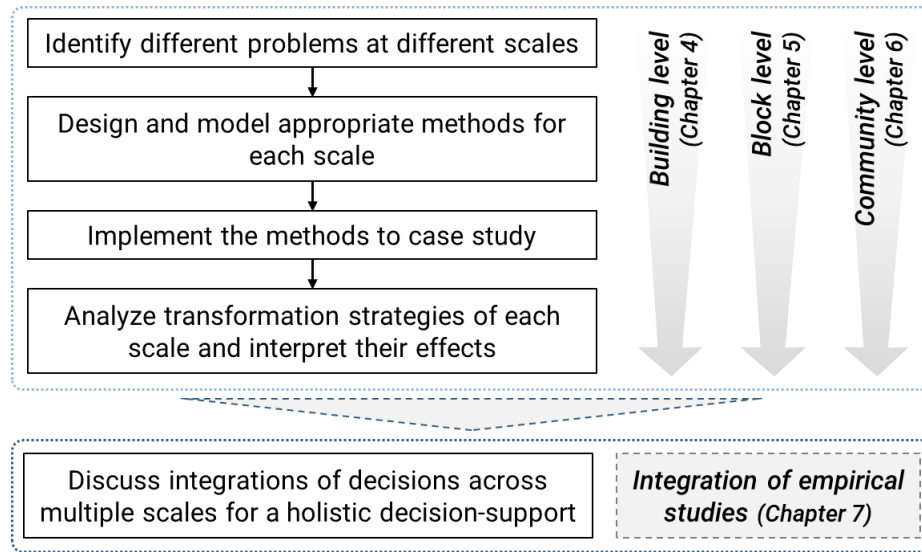 Identify different problems at different scales
Design and model appropriate methods for
each scale
Implement the methods to case study
Analyze transformation strategies of each
scale and interpret their effects
Building level
(Chapter 4)
Block level
(Chapter 5)
Community level
(Chapter 6)
Discuss integrations of decisions across
multiple scales for a holistic decision-support
Integration of empirical
studies (Chapter 7)